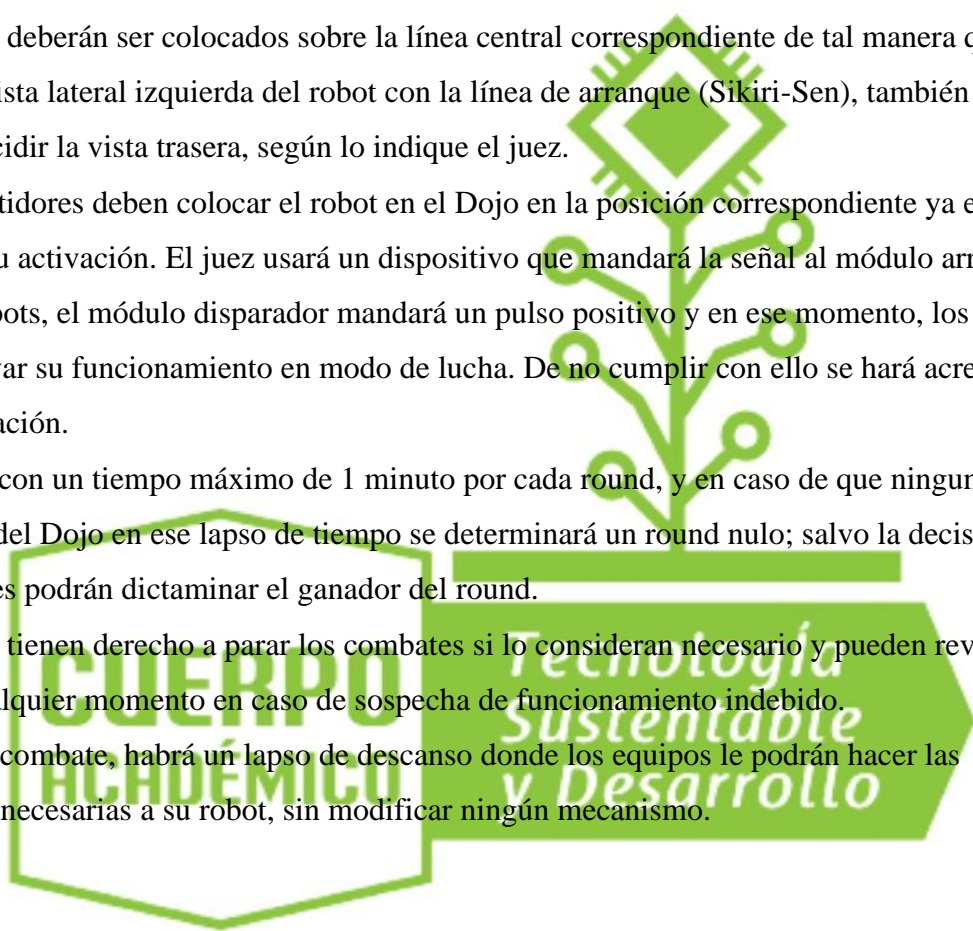 deberán ser colocados sobre la línea central correspondiente de tal manera q
ista lateral izquierda del robot con la línea de arranque (Sikiri-Sen), también
cidir la vista trasera, según lo indique el juez.
tidores deben colocar el robot en el Dojo en la posición correspondiente ya e
u activación. El juez usará un dispositivo que mandará la señal al módulo arr
bots, el módulo disparador mandará un pulso positivo y en ese momento, los
var su funcionamiento en modo de lucha. De no cumplir con ello se hará acre
ación.
con un tiempo máximo de 1 minuto por cada round, y en caso de que ningun
del Dojo en ese lapso de tiempo se determinará un round nulo; salvo la decis
es podrán dictaminar el ganador del round.
tienen derecho a parar los combates si lo consideran necesario y pueden rev
alquier momento en caso de sospecha de funcionamiento indebido.
combate, habrá un lapso de descanso donde los equipos le podrán hacer las
necesarias a su robot, sin modificar ningún mecanismo.
CUERPO
ACADÉMICO
Tecnología
Sustentable
y Desarrollo